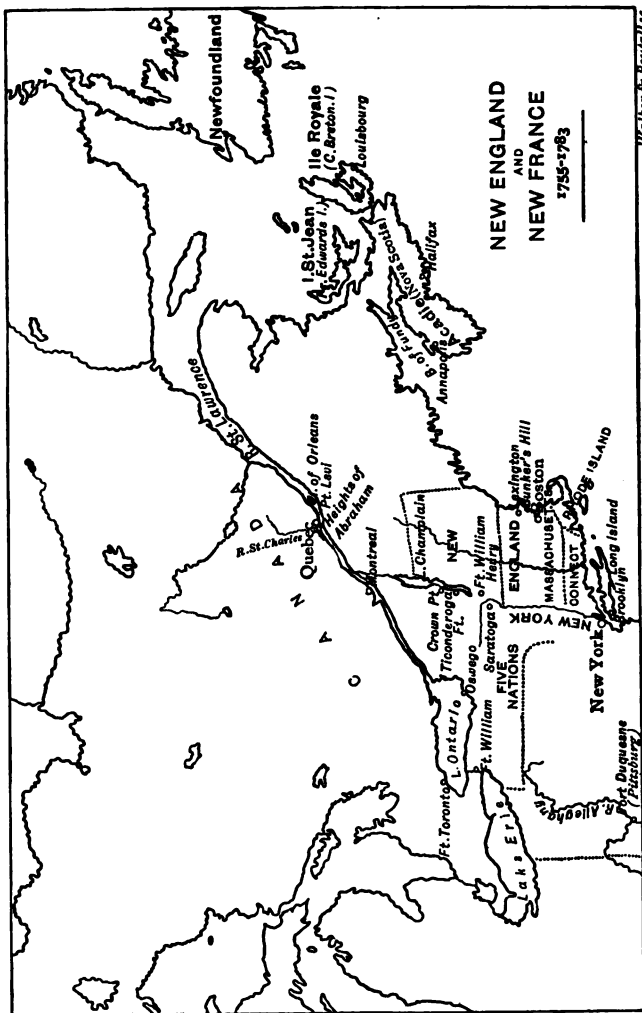 Newfoundland
Ile Royale
(C. Breton. I)
Louisbourg
I. St. Jean
Edwards I.)
NEW ENGLAND
AND
NEW FRANCE
1755-1783
Acadie (Nova Scotia)
Halifax
B. of Fundy
Annapolis
R. St. Lawrence
I. of Orleans
Pt. Levi
Quebec
Heights of
Abraham
R. St. Charles
C A N A D A
Montreal
L. Champlain
NEW
ENGLAND
Crown Pt.
Ticonderoga
Ft.
Ft. William
Henry
Lexington
Bunker's Hill
Boston
MASSACHUSETTS
CONNECT
RHODE ISLAND
Long Island
Brooklyn
NEW YORK
New York
Saratoga
Oswego
FIVE
NATIONS
L. Ontario
Ft. William
Ft. Toronto
Lake Erie
R. Alleghany
Fort Duquesne
(Pittsburg)